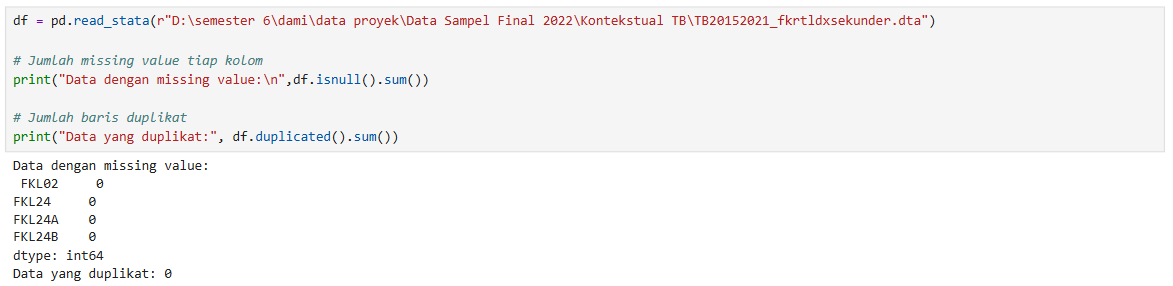 df = pd.read_stata(r"D:\semester 6\dami\data proyek\Data Sampel Final 2022\Kontekstual TB\TB20152021_fkrtldxsekunder.dta")
# Jumlah missing value tiap kolom
print("Data dengan missing value:\n",df.isnull().sum())
# Jumlah baris duplikat
print("Data yang duplikat:", df.duplicated().sum())
Data dengan missing value:
FKL02 0
FKL24 0
FKL24A 0
FKL24B 0
dtype: int64
Data yang duplikat: 0